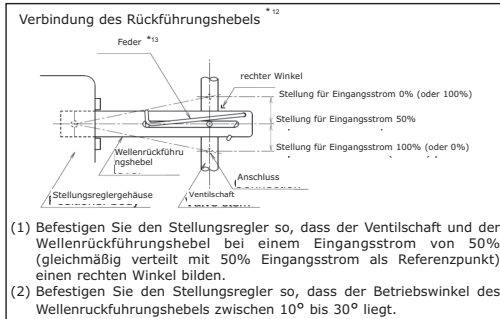 Verbindung des Rückführungshebels *12
Feder *13
rechter Winkel
Stellung für Eingangsstrom 0% (oder 100%)
Stellung für Eingangsstrom 50%
Stellung für Eingangsstrom 100% (oder 0%)
Wellenrückführu
ngshebel
Anschluss
Stellungsreglergehäuse
Ventilschaft
(1) Befestigen Sie den Stellungsregler so, dass der Ventilschaft und der
Wellenrückführungshebel bei einem Eingangsstrom von 50%
(gleichmäßig verteilt mit 50% Eingangsstrom als Referenzpunkt)
einen rechten Winkel bilden.
(2) Befestigen Sie den Stellungsregler so, dass der Betriebswinkel des
Wellenruckfuhrungshebels zwischen 10° bis 30° liegt.